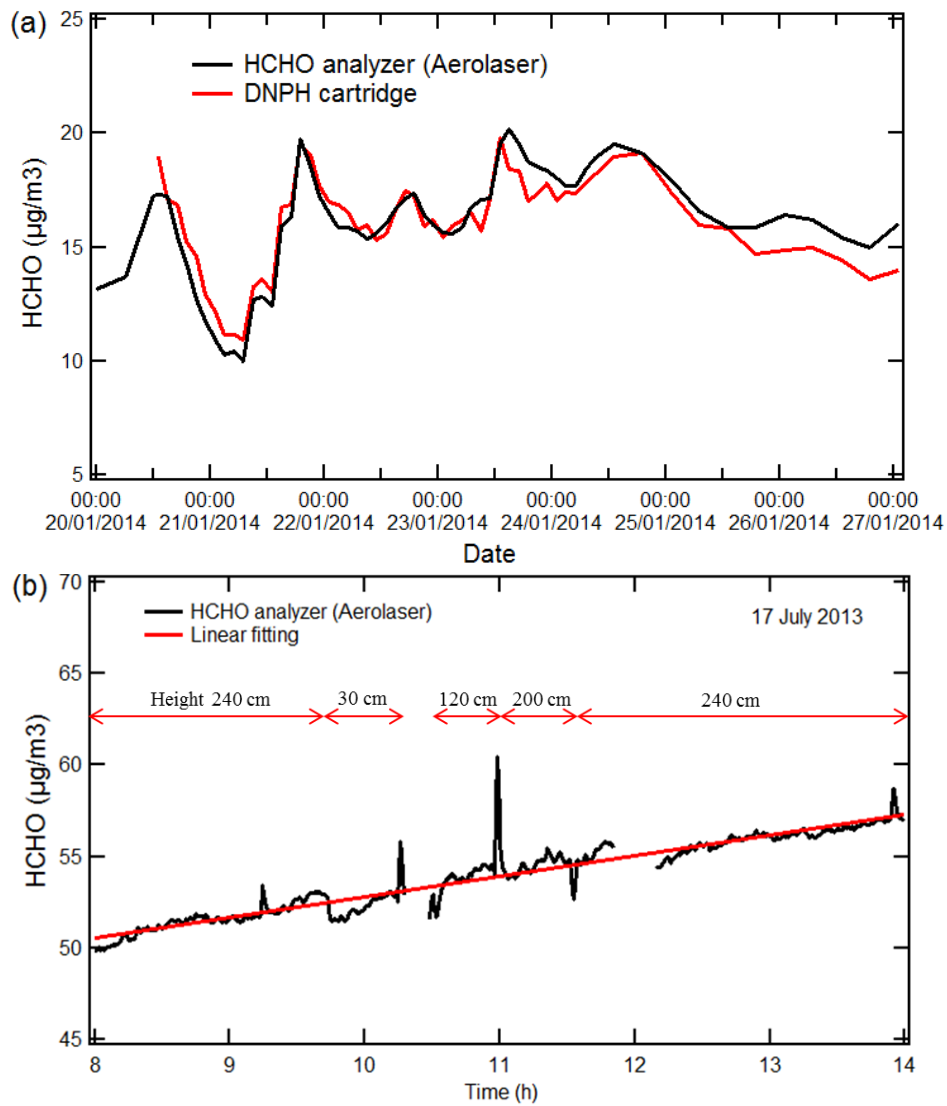 (a)
25
20
15
10
5
HCHO (µg/m3)
HCHO analyzer (Aerolaser)
DNPH cartridge
00:00 00:00 00:00 00:00 00:00 00:00 00:00 00:00
20/01/2014 21/01/2014 22/01/2014 23/01/2014 24/01/2014 25/01/2014 26/01/2014 27/01/2014
Date
(b)
70
65
60
55
50
45
HCHO (µg/m3)
HCHO analyzer (Aerolaser)
Linear fitting
17 July 2013
Height 240 cm 30 cm 120 cm 200 cm 240 cm
8 9 10 11 12 13 14
Time (h)